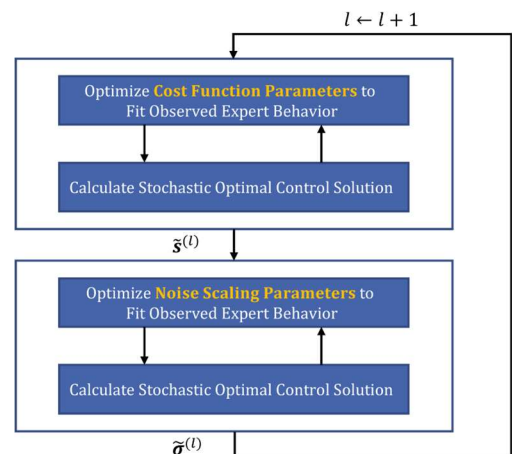 l ← l + 1
Optimize Cost Function Parameters to
Fit Observed Expert Behavior
Calculate Stochastic Optimal Control Solution
s̃⁽ˡ⁾
Optimize Noise Scaling Parameters to
Fit Observed Expert Behavior
Calculate Stochastic Optimal Control Solution
σ̃⁽ˡ⁾